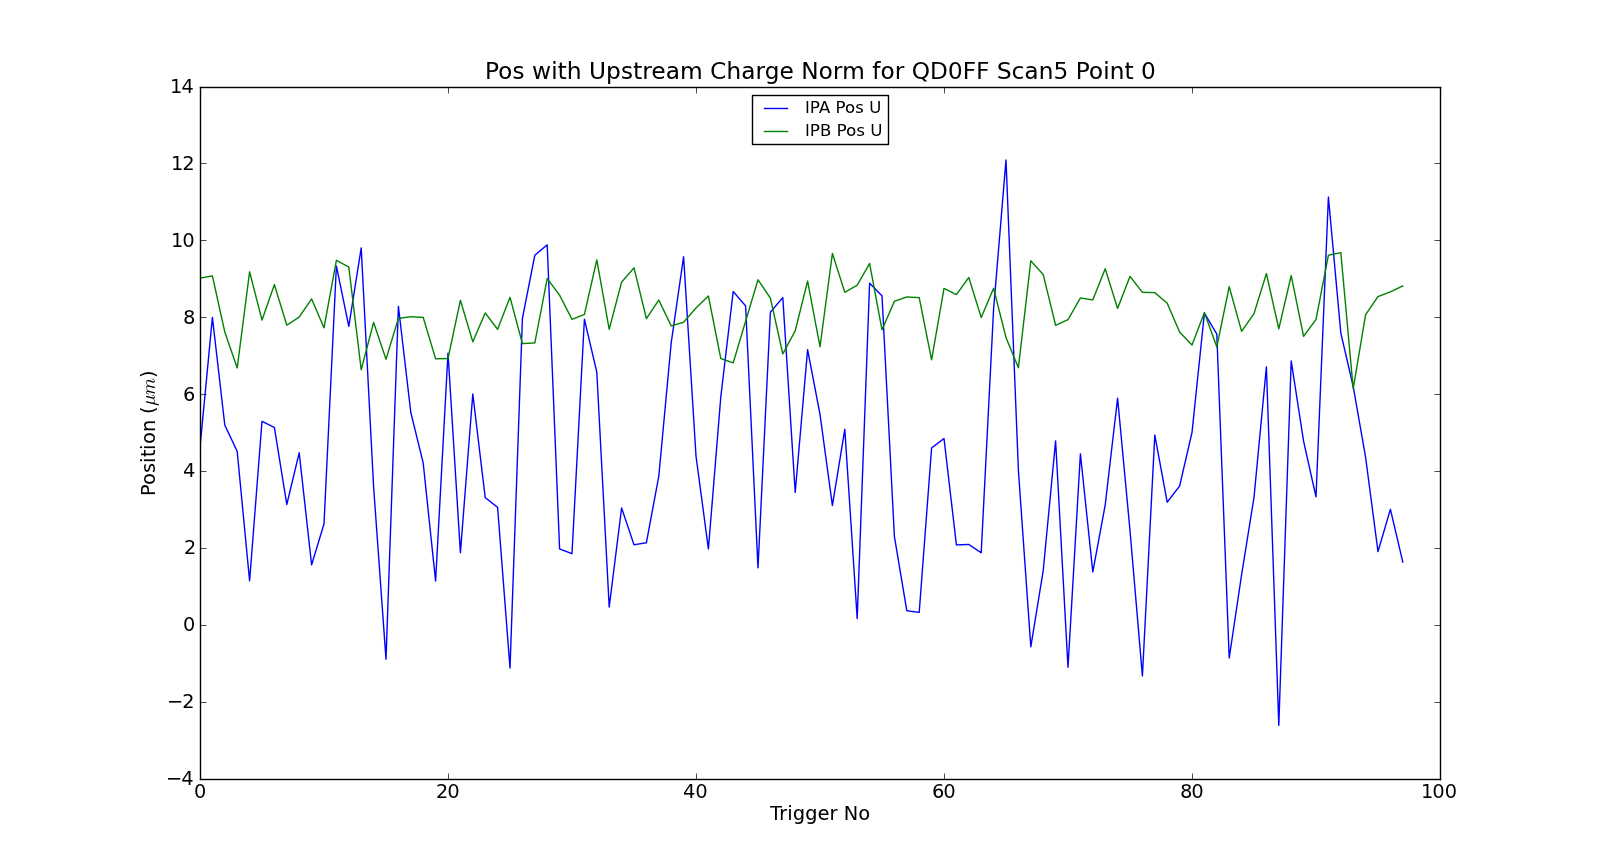 Pos with Upstream Charge Norm for QD0FF Scan5 Point 0
14
12
10
8
6
4
2
0
−2
−4
IPA Pos U
IPB Pos U
Position (μm)
0 20 40 60 80 100
Trigger No